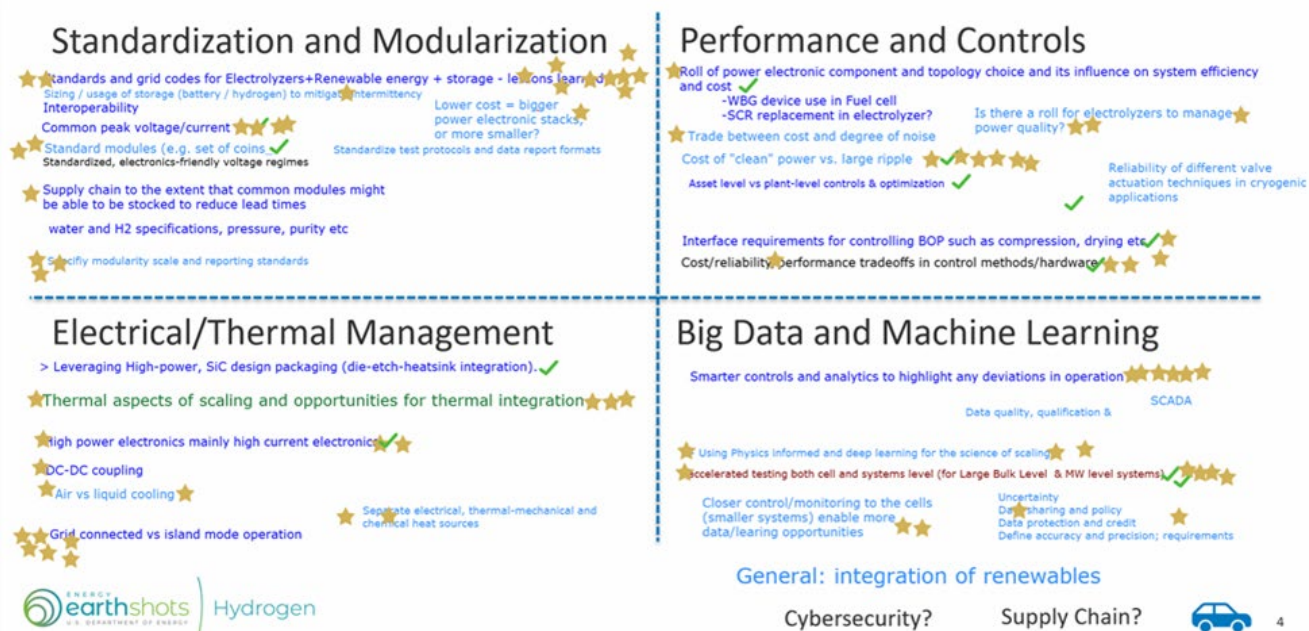 Standardization and Modularization
Standards and grid codes for Electrolyzers+Renewable energy + storage - lessons learned
Sizing / usage of storage (battery / hydrogen) to mitigate intermittency
Interoperability
Lower cost = bigger
power electronic stacks,
or more smaller?
Common peak voltage/current
Standard modules (e.g. set of coins
Standardize test protocols and data report formats
Standardized, electronics-friendly voltage regimes
Supply chain to the extent that common modules might
be able to be stocked to reduce lead times
water and H2 specifications, pressure, purity etc
Specifiy modularity scale and reporting standards
Performance and Controls
Roll of power electronic component and topology choice and its influence on system efficiency
and cost
-WBG device use in Fuel cell
-SCR replacement in electrolyzer?
Is there a roll for electrolyzers to manage
power quality?
Trade between cost and degree of noise
Cost of "clean" power vs. large ripple
Reliability of different valve
actuation techniques in cryogenic
applications
Asset level vs plant-level controls & optimization
Interface requirements for controlling BOP such as compression, drying etc
Cost/reliability/performance tradeoffs in control methods/hardware
Electrical/Thermal Management
> Leveraging High-power, SiC design packaging (die-etch-heatsink integration).
Thermal aspects of scaling and opportunities for thermal integration
High power electronics mainly high current electronics
DC-DC coupling
Air vs liquid cooling
Separate electrical, thermal-mechanical and
chemical heat sources
Grid connected vs island mode operation
Big Data and Machine Learning
Smarter controls and analytics to highlight any deviations in operation
SCADA
Data quality, qualification &
Using Physics informed and deep learning for the science of scaling
Accelerated testing both cell and systems level (for Large Bulk Level & MW level systems)
Closer control/monitoring to the cells
(smaller systems) enable more
data/learing opportunities
Uncertainty
Data sharing and policy
Data protection and credit
Define accuracy and precision; requirements
General: integration of renewables
Cybersecurity?
Supply Chain?
ENERGY
earthshots
U.S. DEPARTMENT OF ENERGY
Hydrogen
4